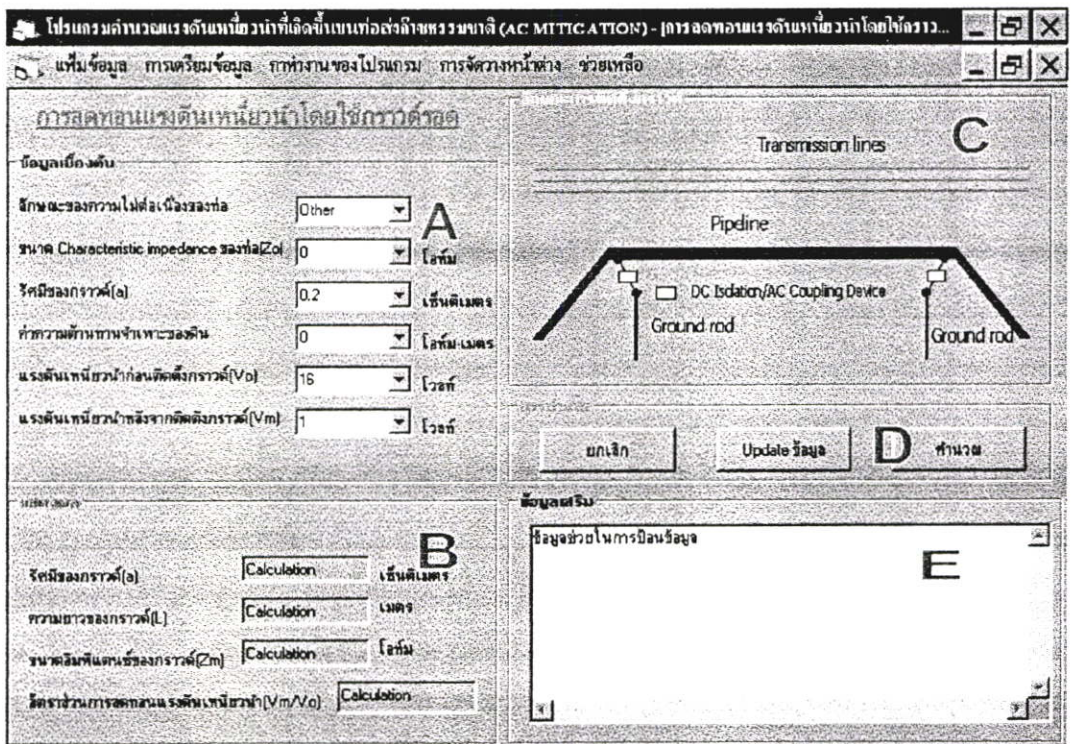 โปรแกรมคำนวณแรงดันเหนี่ยวนำที่เกิดขึ้นบนท่อส่งก๊าซธรรมชาติ (AC MITIGATION) - [การลดทอนแรงดันเหนี่ยวนำโดยใช้กราว...
แฟ้มข้อมูล การเตรียมข้อมูล การทำงานของโปรแกรม การจัดวางหน้าต่าง ช่วยเหลือ
การลดทอนแรงดันเหนี่ยวนำโดยใช้กราวด์รอด
ข้อมูลเบื้องต้น
ลักษณะของความไม่ต่อเนื่องของท่อ Other
A
ขนาด Characteristic impedance ของท่อ(Zo) 0 โอห์ม
รัศมีของกราวด์(a) 0.2 เซ็นติเมตร
ค่าความต้านทานจำเพาะของดิน 0 โอห์ม-เมตร
แรงดันเหนี่ยวนำก่อนติดตั้งกราวด์(Vo) 16 โวลท์
แรงดันเหนี่ยวนำหลังจากติดตั้งกราวด์(Vm) 1 โวลท์
C
Transmission lines
Pipeline
DC Isolation/AC Coupling Device
Ground rod
Ground rod
ยกเลิก Update ข้อมูล D คำนวณ
B
รัศมีของกราวด์(a) Calculation เซ็นติเมตร
ความยาวของกราวด์(L) Calculation เมตร
ขนาดอิมพีแดนซ์ของกราวด์(Zm) Calculation โอห์ม
อัตราส่วนการลดทอนแรงดันเหนี่ยวนำ(Vm/Vo) Calculation
ข้อมูลเสริม
ข้อมูลช่วยในการป้อนข้อมูล
E